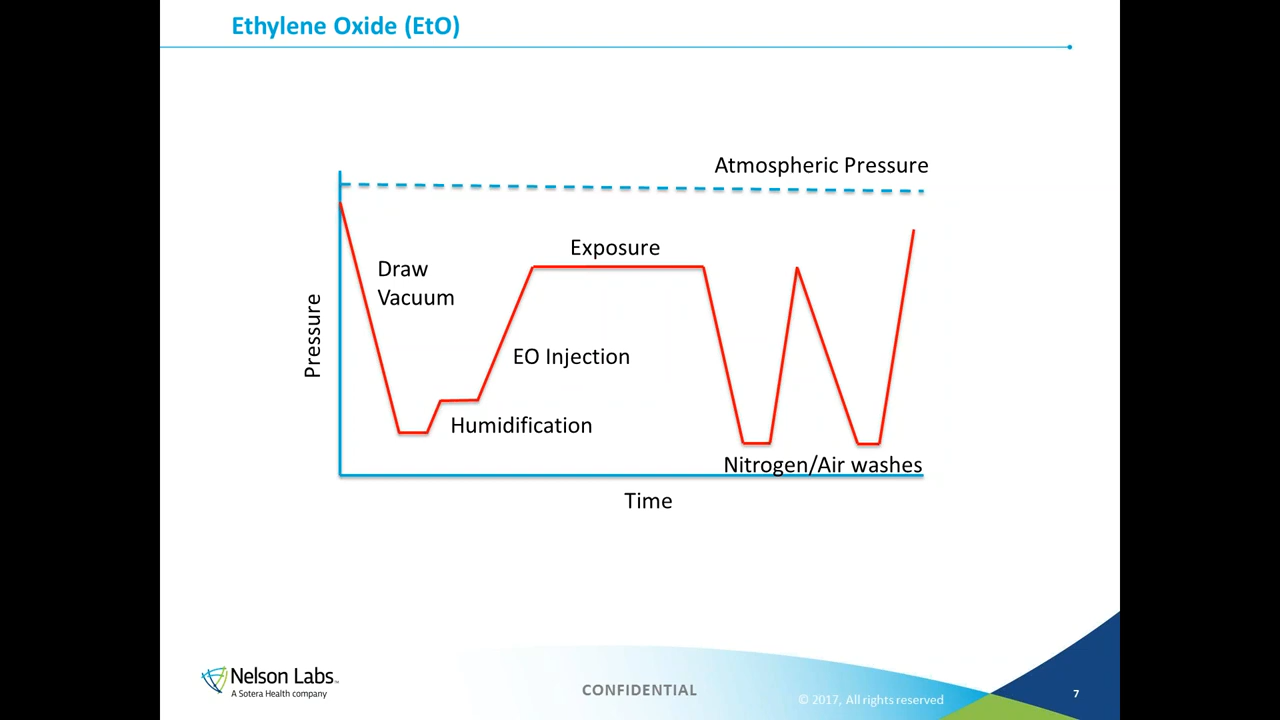 Ethylene Oxide (EtO)
Atmospheric Pressure
Exposure
Draw
Vacuum
Pressure
EO Injection
Humidification
Nitrogen/Air washes
Time
Nelson Labs™
A Sotera Health company
CONFIDENTIAL
© 2017, All rights reserved
7